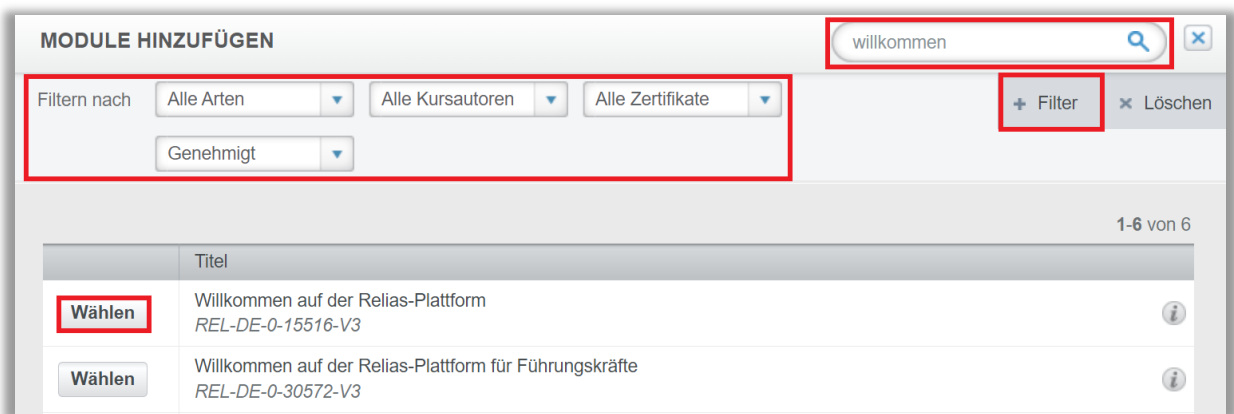 MODULE HINZUFÜGEN
willkommen
Filtern nach Alle Arten Alle Kursautoren Alle Zertifikate + Filter × Löschen
Genehmigt
1-6 von 6
Titel
Wählen Willkommen auf der Relias-Plattform
REL-DE-0-15516-V3
Wählen Willkommen auf der Relias-Plattform für Führungskräfte
REL-DE-0-30572-V3